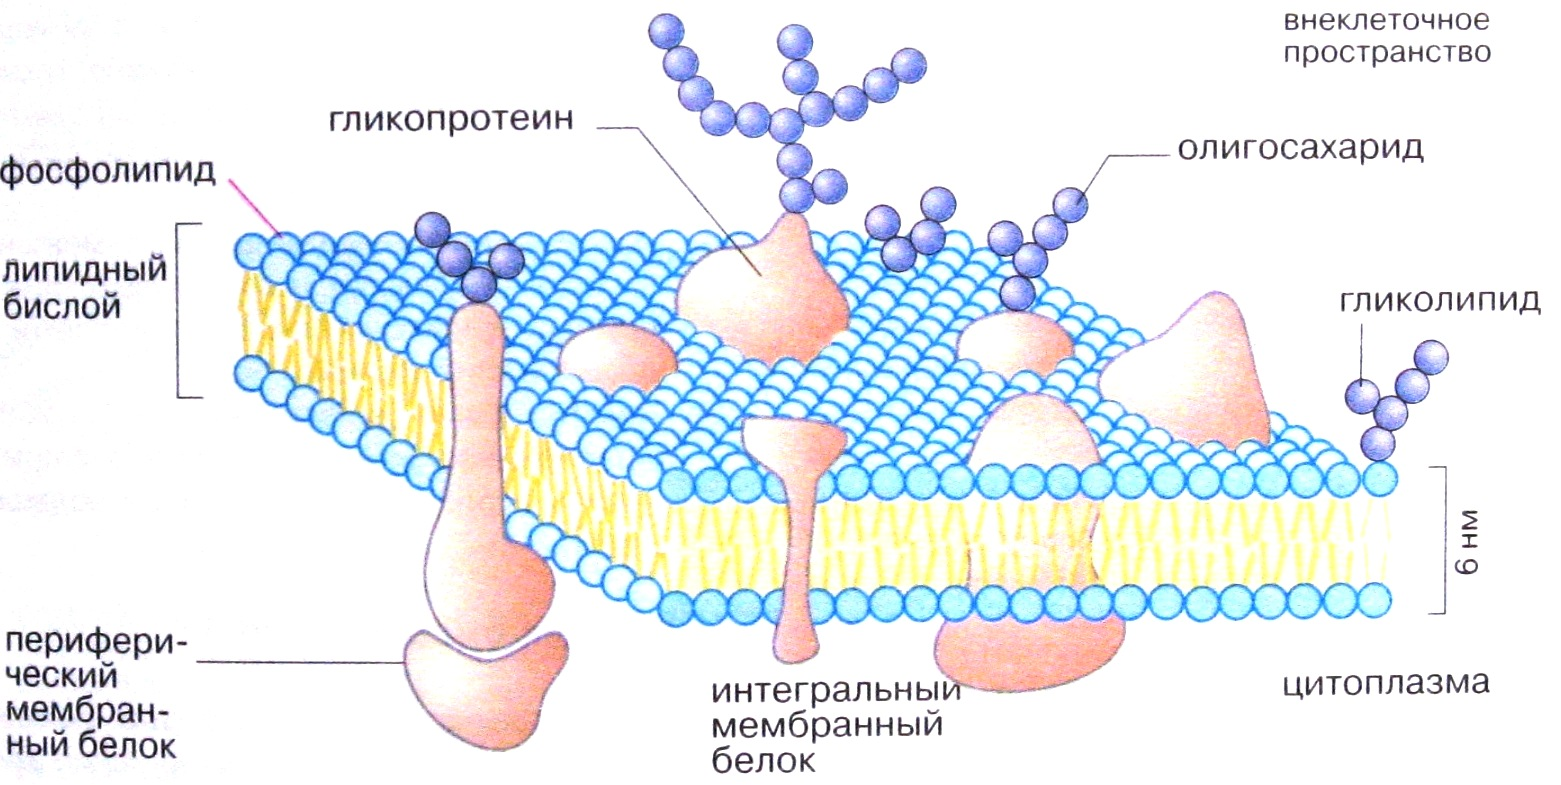 внеклеточное
пространство
гликопротеин
олигосахарид
фосфолипид
липидный
бислой
гликолипид
6 нм
перифери-
ческий
мембран-
ный белок
интегральный
мембранный
белок
цитоплазма